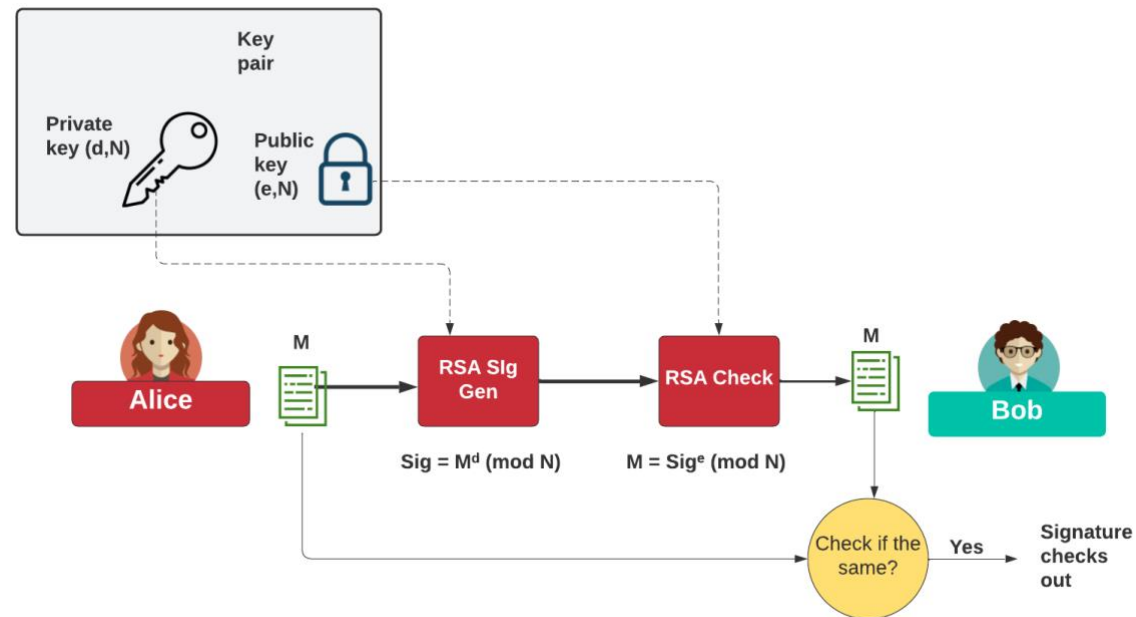 Key
pair
Private
key (d,N)
Public
key
(e,N)
M
M
RSA SIg
Gen
RSA Check
Alice
Bob
Sig = Mᵈ (mod N)
M = Sigᵉ (mod N)
Check if the
same?
Yes
Signature
checks
out